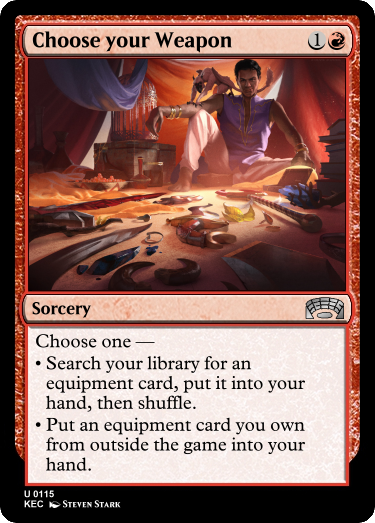 Choose your Weapon 1
Sorcery
Choose one —
• Search your library for an
equipment card, put it into your
hand, then shuffle.
• Put an equipment card you own
from outside the game into your
hand.
U 0115
KEC Steven Stark